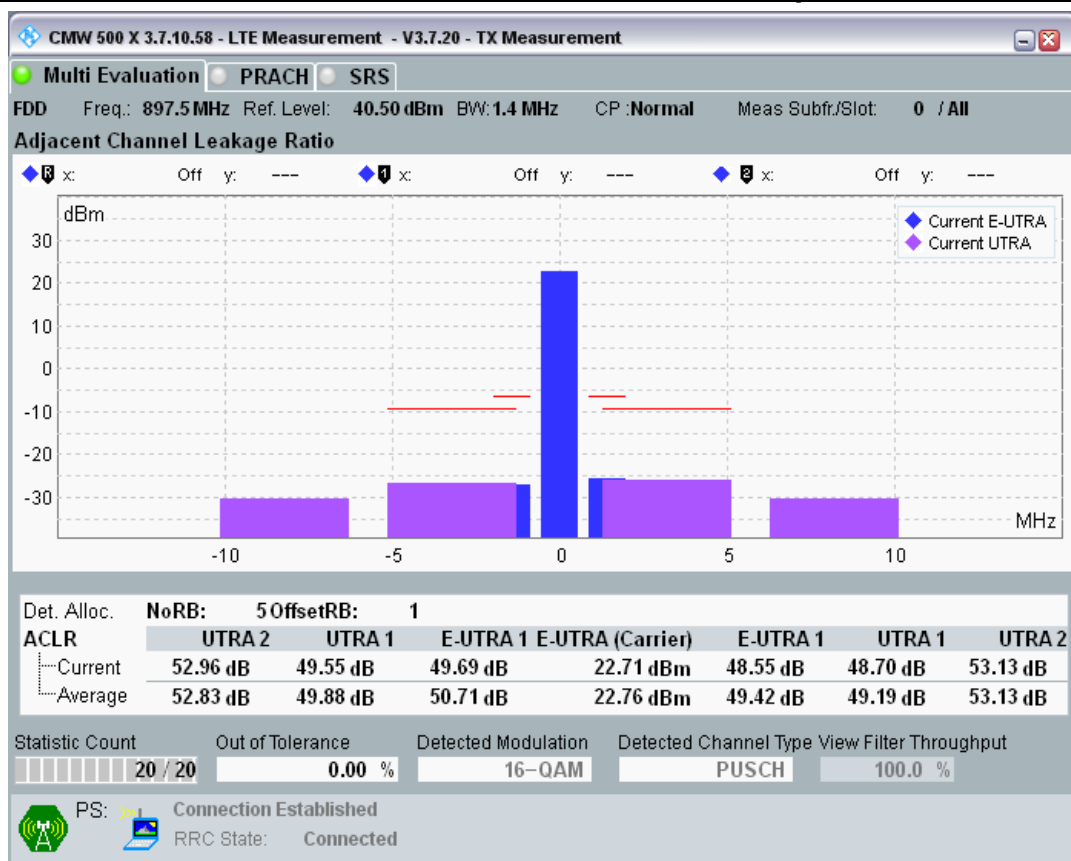 CMW 500 X 3.7.10.58 - LTE Measurement - V3.7.20 - TX Measurement
Multi Evaluation PRACH SRS
FDD Freq.: 897.5 MHz Ref. Level: 40.50 dBm BW: 1.4 MHz CP :Normal Meas Subfr./Slot: 0 / All
Adjacent Channel Leakage Ratio
R x: Off y: --- 1 x: Off y: --- 2 x: Off y: ---
dBm
Current E-UTRA
Current UTRA
30
20
10
0
-10
-20
-30
MHz
-10 -5 0 5 10
Det. Alloc. NoRB: 5 OffsetRB: 1
ACLR UTRA 2 UTRA 1 E-UTRA 1 E-UTRA (Carrier) E-UTRA 1 UTRA 1 UTRA 2
Current 52.96 dB 49.55 dB 49.69 dB 22.71 dBm 48.55 dB 48.70 dB 53.13 dB
Average 52.83 dB 49.88 dB 50.71 dB 22.76 dBm 49.42 dB 49.19 dB 53.13 dB
Statistic Count Out of Tolerance Detected Modulation Detected Channel Type View Filter Throughput
20 / 20 0.00 % 16-QAM PUSCH 100.0 %
PS: Connection Established
RRC State: Connected